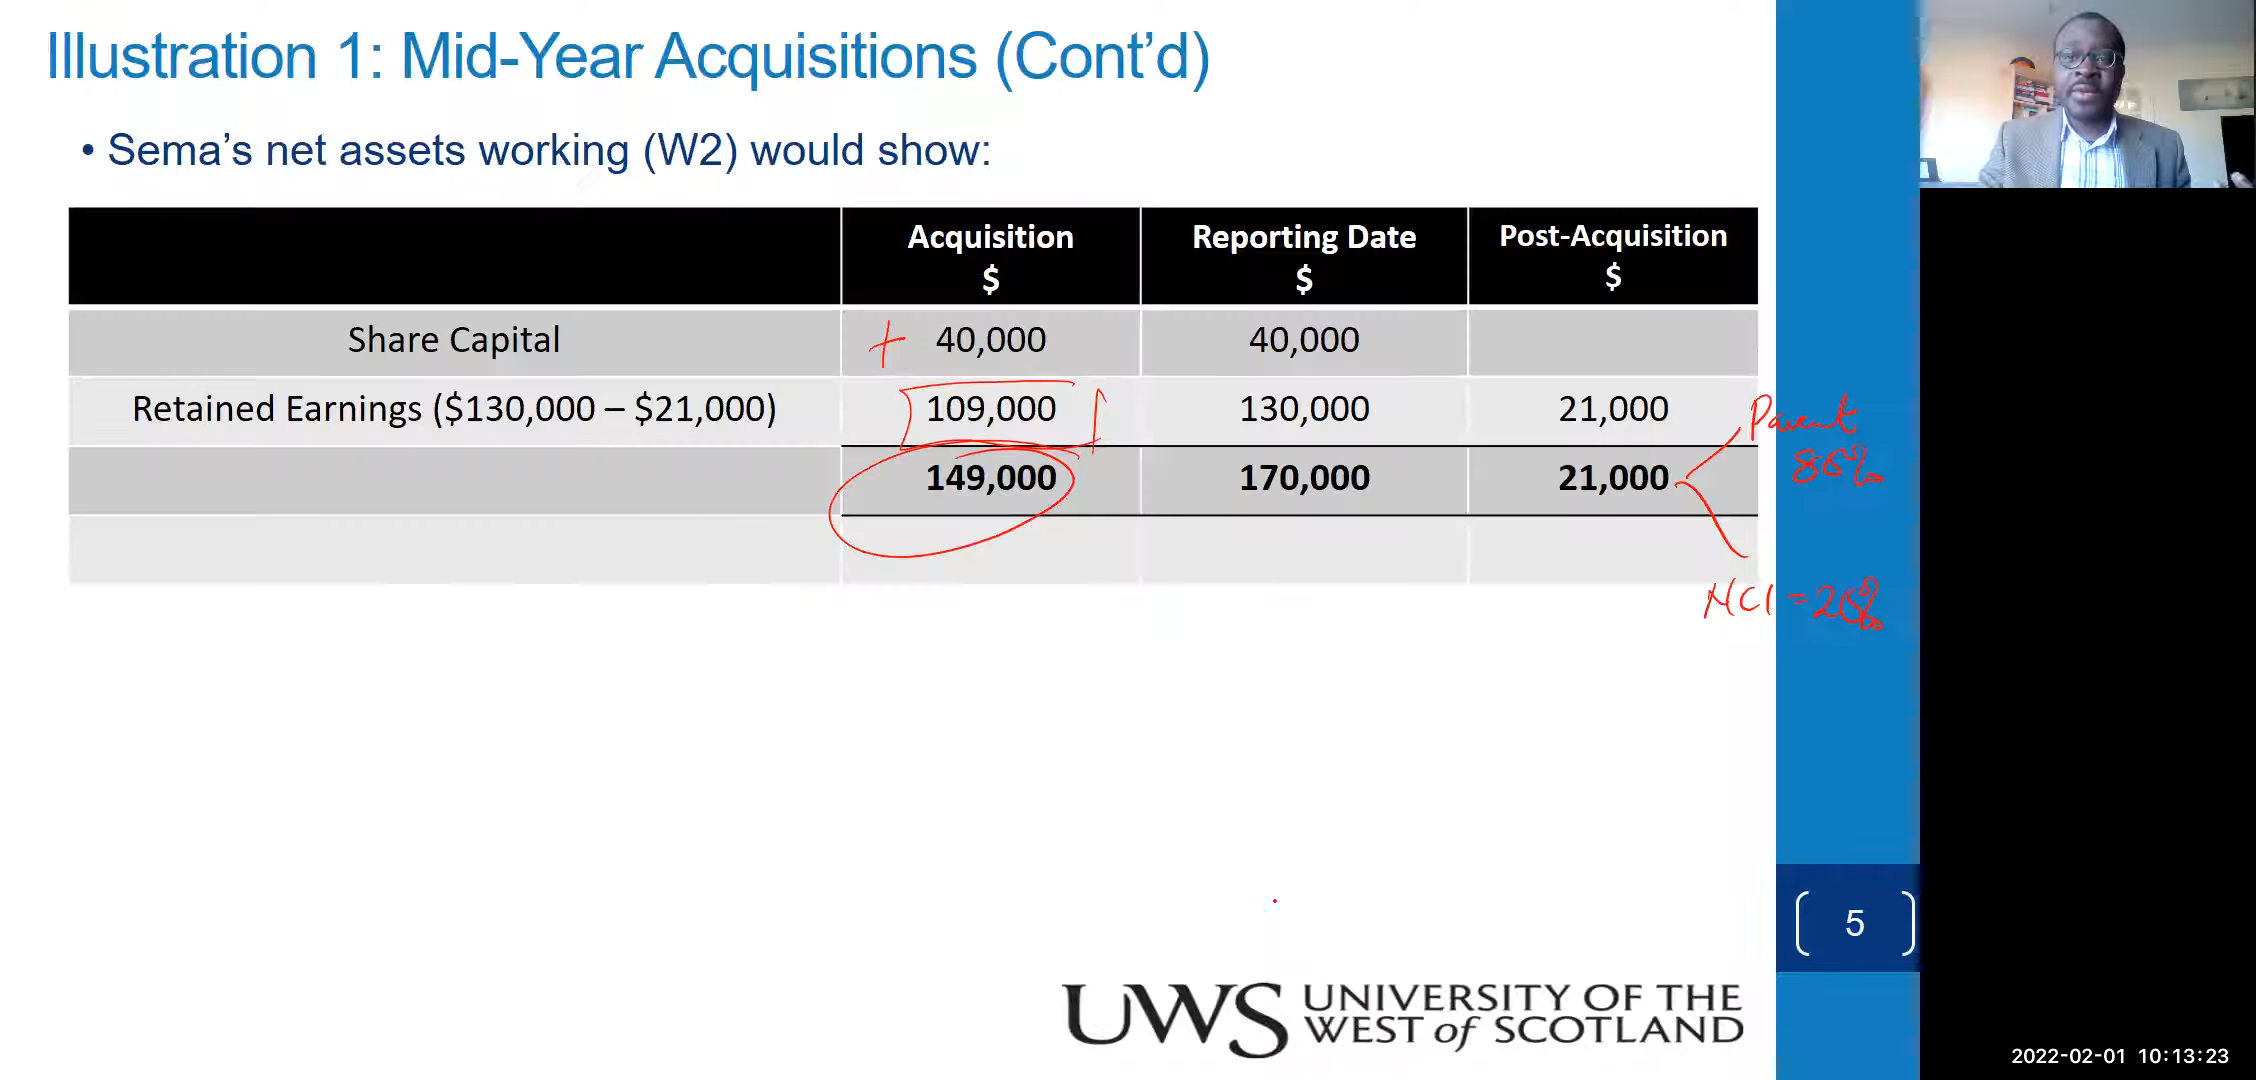 Illustration 1: Mid-Year Acquisitions (Cont’d)
• Sema’s net assets working (W2) would show:
Acquisition $ Reporting Date $ Post-Acquisition $
Share Capital + 40,000 40,000
Retained Earnings ($130,000 – $21,000) 109,000 130,000 21,000
149,000 170,000 21,000
Parent
80%
NCI = 20%
5
UWS UNIVERSITY OF THE
WEST of SCOTLAND
2022-02-01 10:13:23